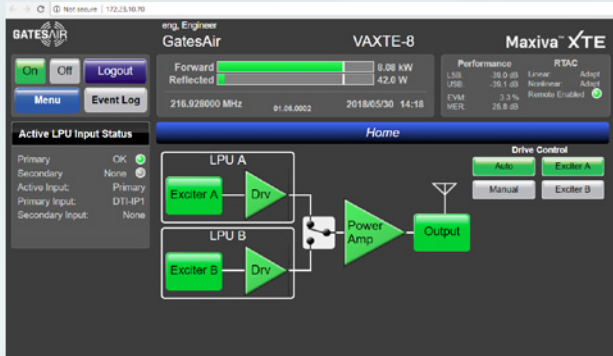 Not secure | 172.23.10.70
GATESAIR
eng, Engineer
GatesAir
VAXTE-8
Maxiva™ XTE
On
Off
Logout
Menu
Event Log
Forward
8.08 kW
Reflected
42.0 W
216.928000 MHz
01.06.0002
2018/05/30 14:18
Performance
LSB: -39.0 dB
USB: -39.1 dB
EVM: 3.3 %
MER: 25.8 dB
RTAC
Linear: Adapt
Nonlinear: Adapt
Remote Enabled
Active LPU Input Status
Primary OK
Secondary None
Active Input: Primary
Primary Input: DTI-IP1
Secondary Input: None
Home
LPU A
Exciter A
Drv
LPU B
Exciter B
Drv
Power
Amp
Output
Drive Control
Auto
Exciter A
Manual
Exciter B